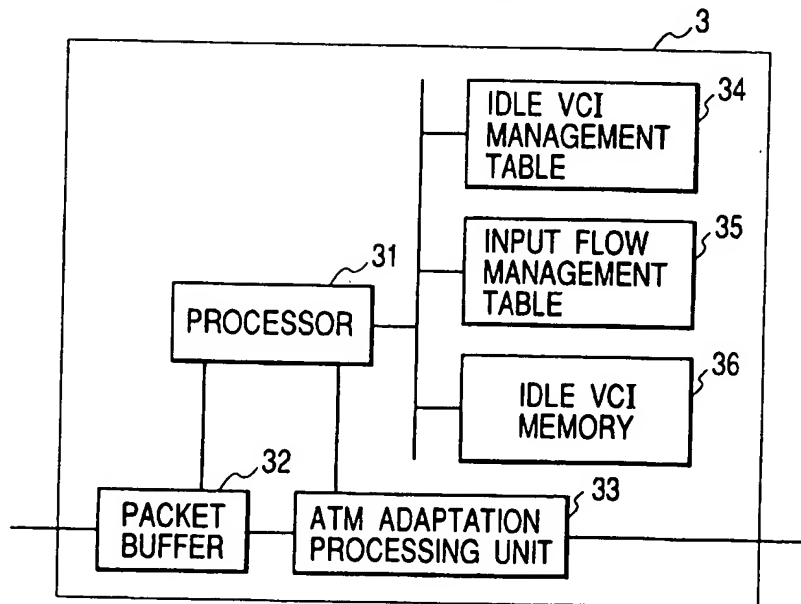 3
IDLE VCI
MANAGEMENT
TABLE
34
INPUT FLOW
MANAGEMENT
TABLE
35
31
PROCESSOR
IDLE VCI
MEMORY
36
32
PACKET
BUFFER
33
ATM ADAPTATION
PROCESSING UNIT